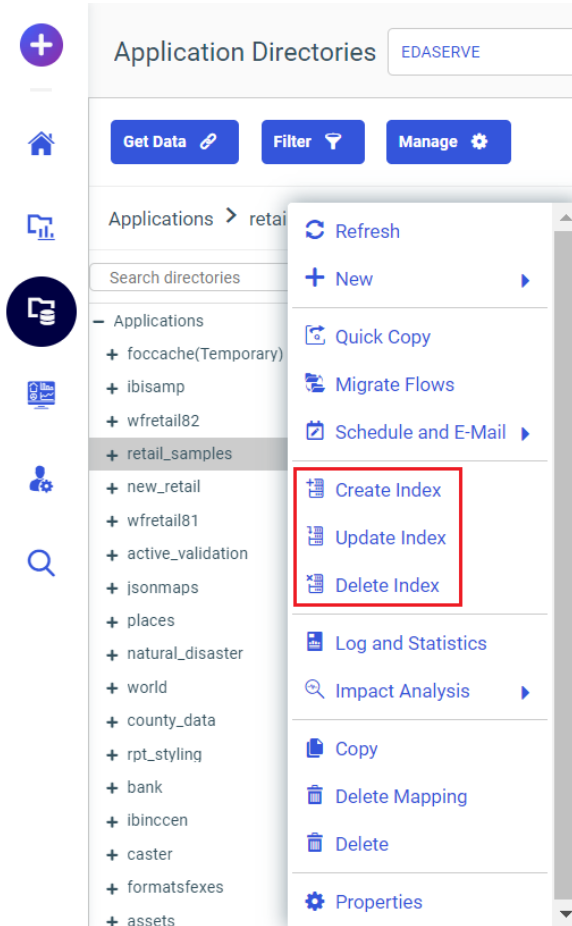 Application Directories
EDASERVE
Get Data
Filter
Manage
Applications > retai
Search directories
Applications
foccache(Temporary)
ibisamp
wfretail82
retail_samples
new_retail
wfretail81
active_validation
jsonmaps
places
natural_disaster
world
county_data
rpt_styling
bank
ibinccen
caster
formatsfexes
assets
Refresh
New
Quick Copy
Migrate Flows
Schedule and E-Mail
Create Index
Update Index
Delete Index
Log and Statistics
Impact Analysis
Copy
Delete Mapping
Delete
Properties